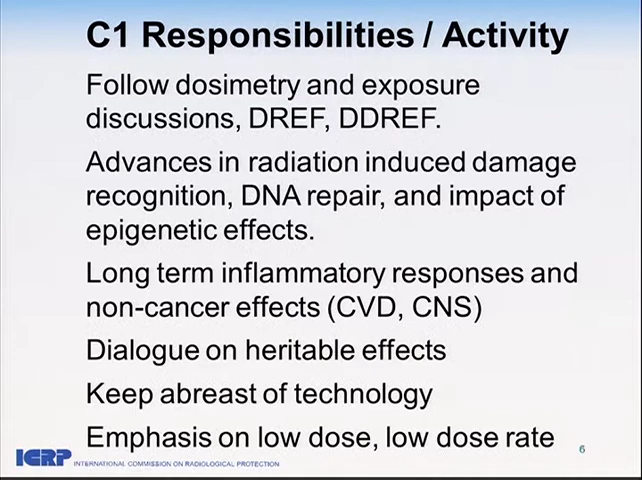 C1 Responsibilities / Activity
Follow dosimetry and exposure
discussions, DREF, DDREF.
Advances in radiation induced damage
recognition, DNA repair, and impact of
epigenetic effects.
Long term inflammatory responses and
non-cancer effects (CVD, CNS)
Dialogue on heritable effects
Keep abreast of technology
Emphasis on low dose, low dose rate
6
ICRP INTERNATIONAL COMMISSION ON RADIOLOGICAL PROTECTION